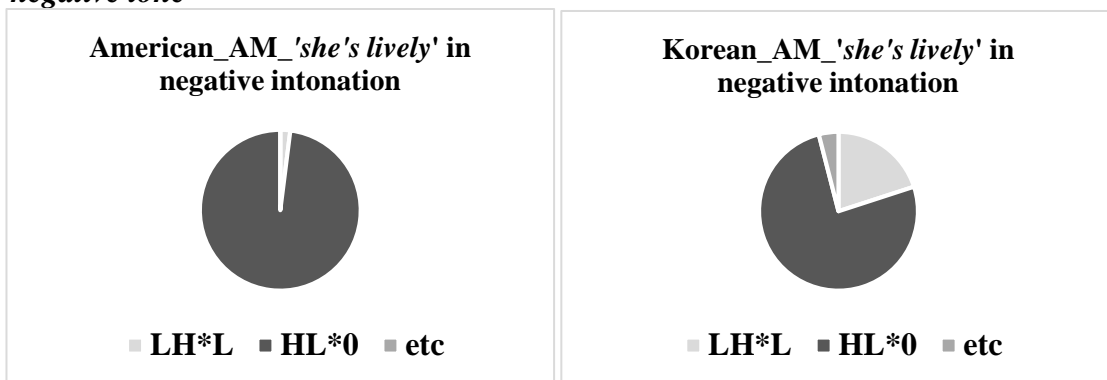 negative tone
American_AM_'she's lively' in
negative intonation
LH*L HL*0 etc
Korean_AM_'she's lively' in
negative intonation
LH*L HL*0 etc